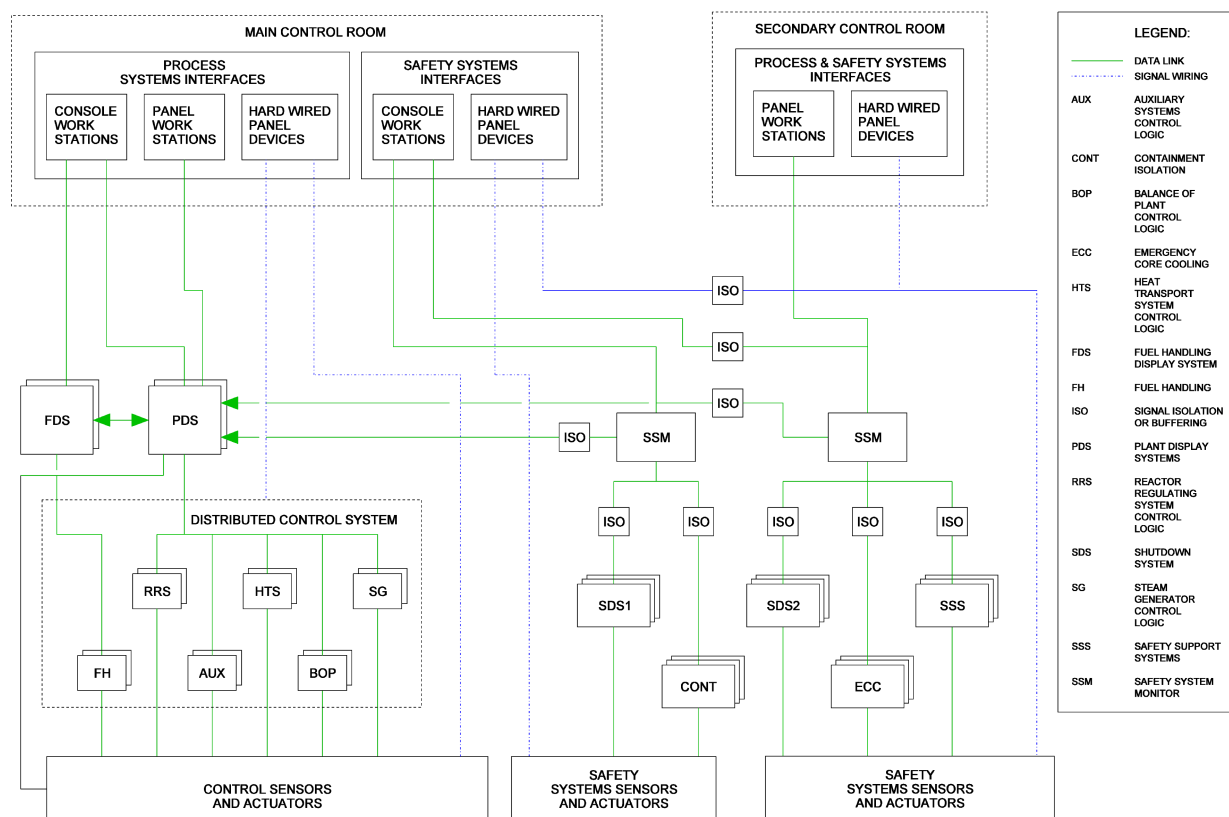 MAIN CONTROL ROOM
PROCESS
SYSTEMS INTERFACES
CONSOLE
WORK
STATIONS
PANEL
WORK
STATIONS
HARD WIRED
PANEL
DEVICES
SAFETY SYSTEMS
INTERFACES
CONSOLE
WORK
STATIONS
HARD WIRED
PANEL
DEVICES
SECONDARY CONTROL ROOM
PROCESS & SAFETY SYSTEMS
INTERFACES
PANEL
WORK
STATIONS
HARD WIRED
PANEL
DEVICES
ISO
ISO
ISO
FDS
PDS
ISO
SSM
SSM
DISTRIBUTED CONTROL SYSTEM
ISO
ISO
ISO
ISO
ISO
RRS
HTS
SG
SDS1
SDS2
SSS
FH
AUX
BOP
CONT
ECC
CONTROL SENSORS
AND ACTUATORS
SAFETY
SYSTEMS SENSORS
AND ACTUATORS
SAFETY
SYSTEMS SENSORS
AND ACTUATORS
LEGEND:
DATA LINK
SIGNAL WIRING
AUX AUXILIARY
SYSTEMS
CONTROL
LOGIC
CONT CONTAINMENT
ISOLATION
BOP BALANCE OF
PLANT
CONTROL
LOGIC
ECC EMERGENCY
CORE COOLING
HTS HEAT
TRANSPORT
SYSTEM
CONTROL
LOGIC
FDS FUEL HANDLING
DISPLAY SYSTEM
FH FUEL HANDLING
ISO SIGNAL ISOLATION
OR BUFFERING
PDS PLANT DISPLAY
SYSTEMS
RRS REACTOR
REGULATING
SYSTEM
CONTROL
LOGIC
SDS SHUTDOWN
SYSTEM
SG STEAM
GENERATOR
CONTROL
LOGIC
SSS SAFETY SUPPORT
SYSTEMS
SSM SAFETY SYSTEM
MONITOR